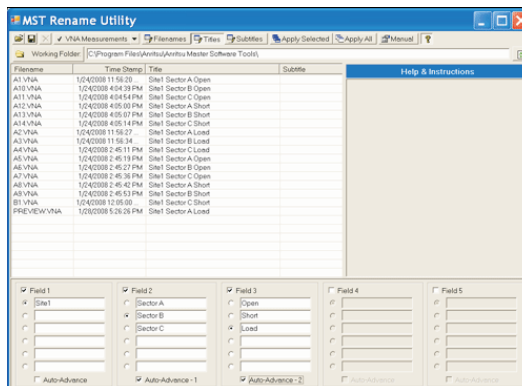 MST Rename Utility
VNA Measurements Filenames Titles Subtitles Apply Selected Apply All Manual ?
Working Folder C:\Program Files\Anritsu\Anritsu Master Software Tools\
Filename Time Stamp Title Subtitle
Help & Instructions
A1.VNA 1/24/2008 11:56:20 ... Site1 Sector A Open
A10.VNA 1/24/2008 4:04:39 PM Site1 Sector B Open
A11.VNA 1/24/2008 4:04:54 PM Site1 Sector C Open
A12.VNA 1/24/2008 4:05:00 PM Site1 Sector A Short
A13.VNA 1/24/2008 4:05:07 PM Site1 Sector B Short
A14.VNA 1/24/2008 4:05:14 PM Site1 Sector C Short
A2.VNA 1/24/2008 11:56:27 ... Site1 Sector A Load
A3.VNA 1/24/2008 11:56:34 ... Site1 Sector B Load
A4.VNA 1/24/2008 2:45:11 PM Site1 Sector C Load
A5.VNA 1/24/2008 2:45:19 PM Site1 Sector A Open
A6.VNA 1/24/2008 2:45:27 PM Site1 Sector B Open
A7.VNA 1/24/2008 2:45:36 PM Site1 Sector C Open
A8.VNA 1/24/2008 2:45:42 PM Site1 Sector A Short
A9.VNA 1/24/2008 2:45:53 PM Site1 Sector B Short
B1.VNA 1/24/2008 12:05:00 ... Site1 Sector C Short
PREVIEW.VNA 1/28/2008 5:26:26 PM Site1 Sector A Load
Field 1 Field 2 Field 3 Field 4 Field 5
Site1 Sector A Open
Sector B Short
Sector C Load
Auto-Advance Auto-Advance - 1 Auto-Advance - 2 Auto-Advance Auto-Advance